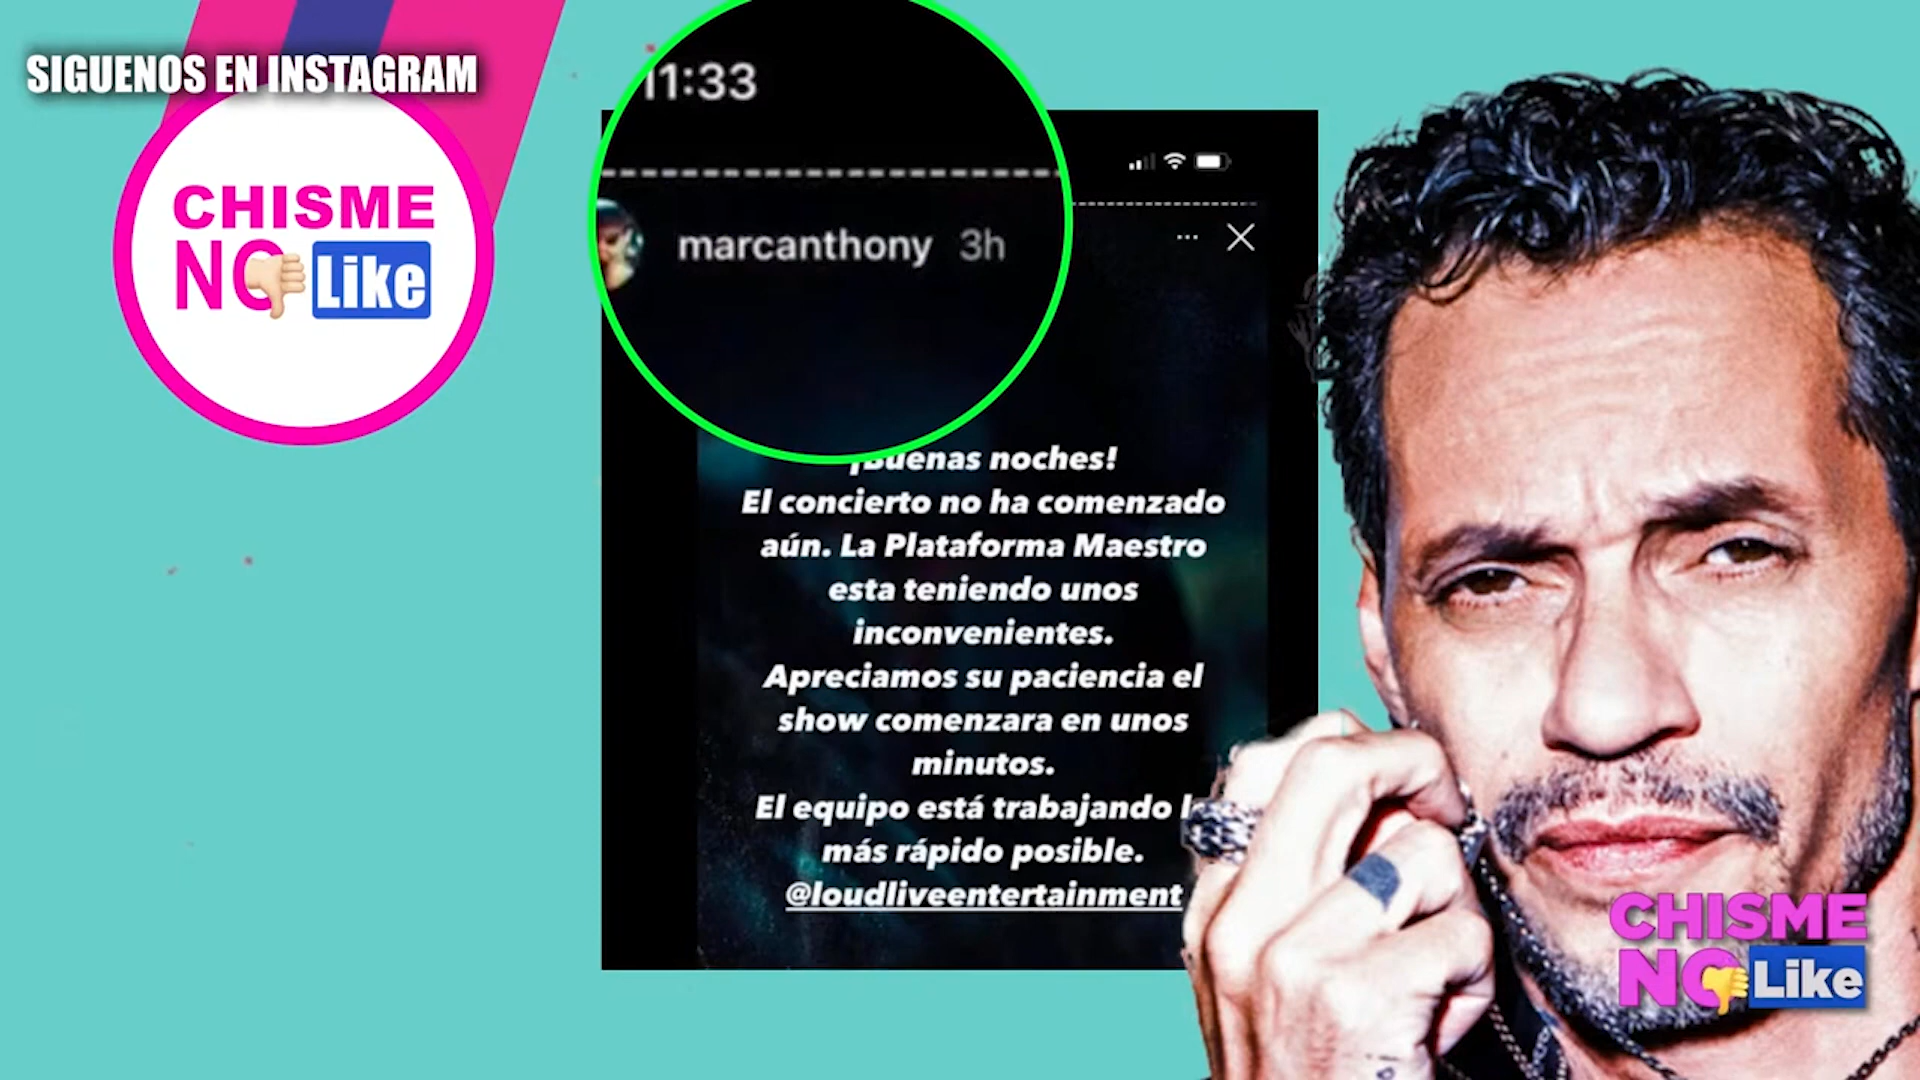 SIGUENOS EN INSTAGRAM
CHISME
NO Like
11:33
marcanthony 3h
¡Buenas noches!
El concierto no ha comenzado
aún. La Plataforma Maestro
esta teniendo unos
inconvenientes.
Apreciamos su paciencia el
show comenzara en unos
minutos.
El equipo está trabajando
más rápido posible.
@loudliveentertainment
CHISME
NO Like